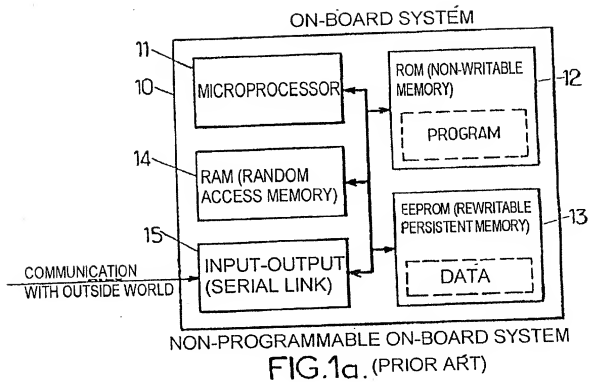 ON-BOARD SYSTEM
11
10
MICROPROCESSOR
ROM (NON-WRITABLE
MEMORY)
12
PROGRAM
14
RAM (RANDOM
ACCESS MEMORY)
15
EEPROM (REWRITABLE
PERSISTENT MEMORY)
13
INPUT-OUTPUT
(SERIAL LINK)
DATA
COMMUNICATION
WITH OUTSIDE WORLD
NON-PROGRAMMABLE ON-BOARD SYSTEM
FIG.1a. (PRIOR ART)